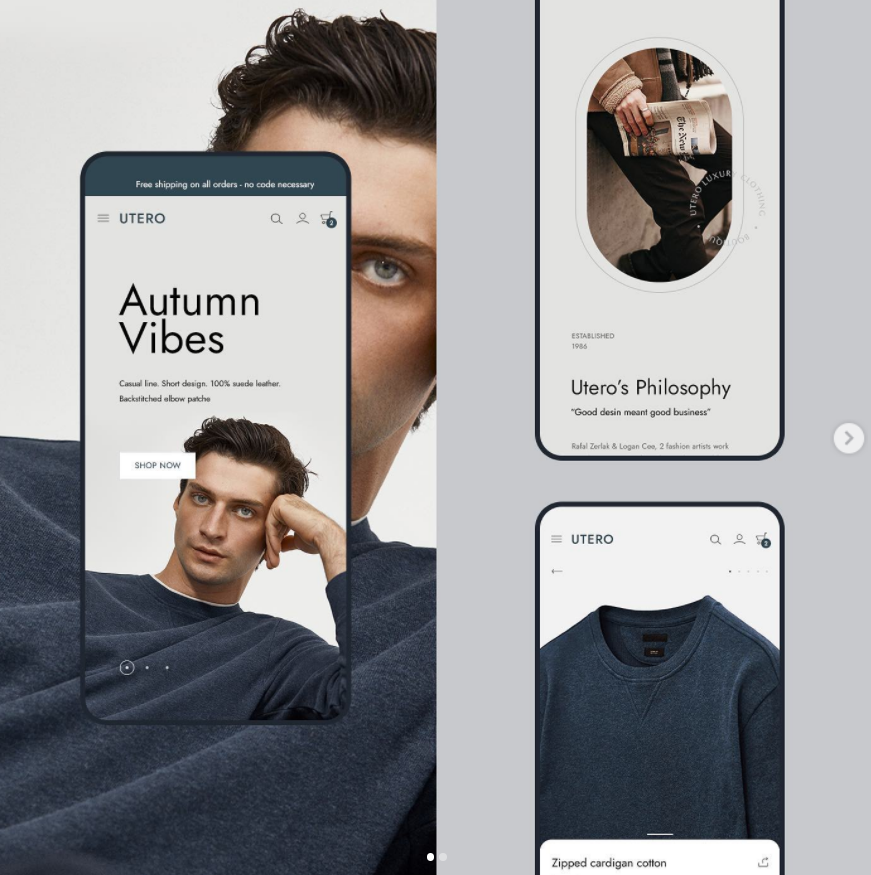 Free shipping on all orders - no code necessary
UTERO
2
Autumn
Vibes
Casual line. Short design. 100% suede leather.
Backstitched elbow patche
SHOP NOW
The New
UTERO LUXURY CLOTHING
ESTABLISHED
1986
Utero's Philosophy
"Good desin meant good business"
Rafal Zerlak & Logan Cee, 2 fashion artists work
UTERO
2
Zipped cardigan cotton